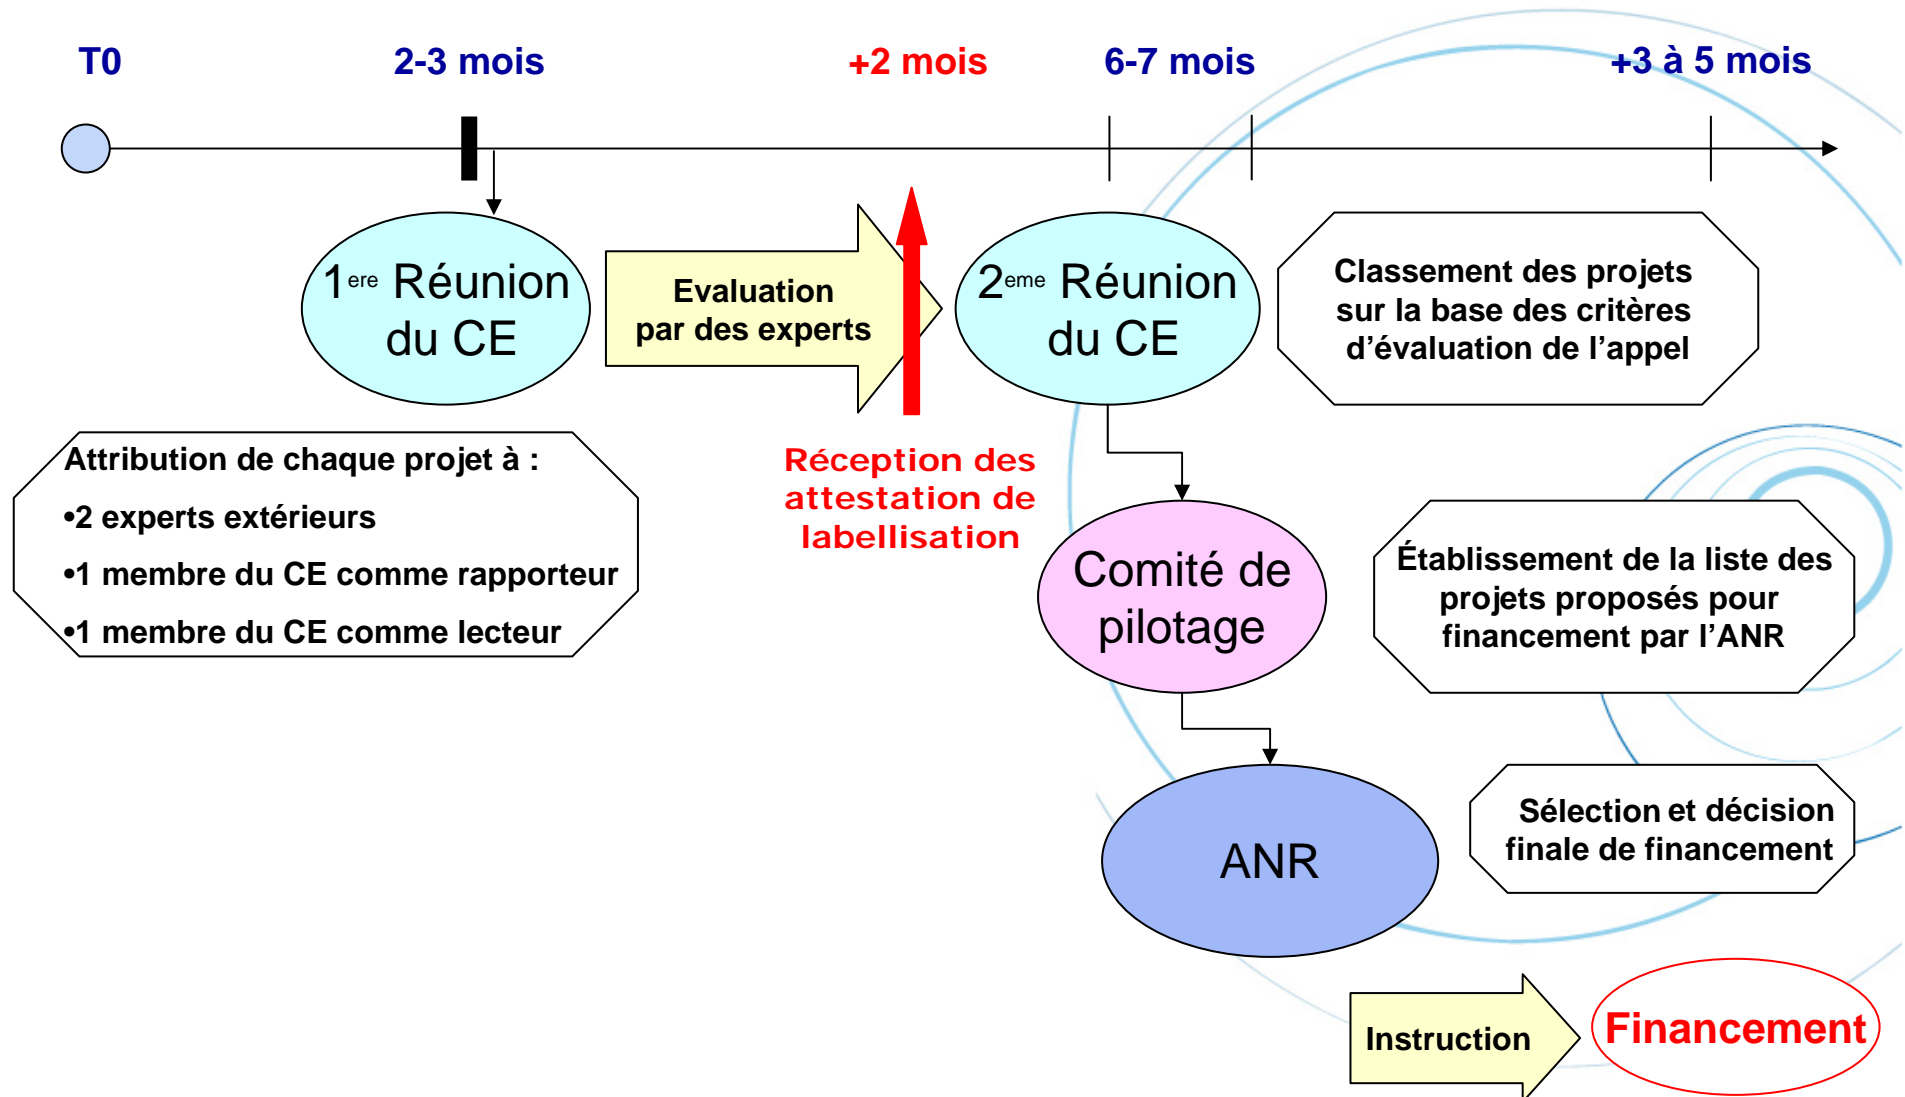 T0
2-3 mois
+2 mois
6-7 mois
+3 à 5 mois
1ere Réunion
du CE
Evaluation
par des experts
2eme Réunion
du CE
Classement des projets
sur la base des critères
d'évaluation de l'appel
Attribution de chaque projet à :
•2 experts extérieurs
•1 membre du CE comme rapporteur
•1 membre du CE comme lecteur
Réception des
attestation de
labellisation
Comité de
pilotage
Établissement de la liste des
projets proposés pour
financement par l'ANR
ANR
Sélection et décision
finale de financement
Instruction
Financement